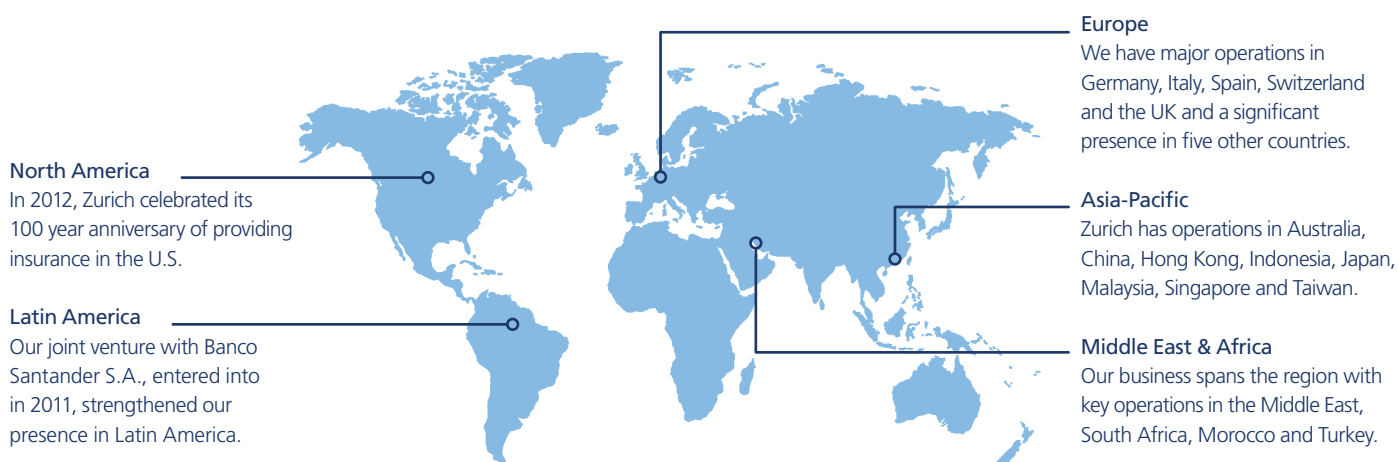 North America
In 2012, Zurich celebrated its
100 year anniversary of providing
insurance in the U.S.
Latin America
Our joint venture with Banco
Santander S.A., entered into
in 2011, strengthened our
presence in Latin America.
Europe
We have major operations in
Germany, Italy, Spain, Switzerland
and the UK and a significant
presence in five other countries.
Asia-Pacific
Zurich has operations in Australia,
China, Hong Kong, Indonesia, Japan,
Malaysia, Singapore and Taiwan.
Middle East & Africa
Our business spans the region with
key operations in the Middle East,
South Africa, Morocco and Turkey.